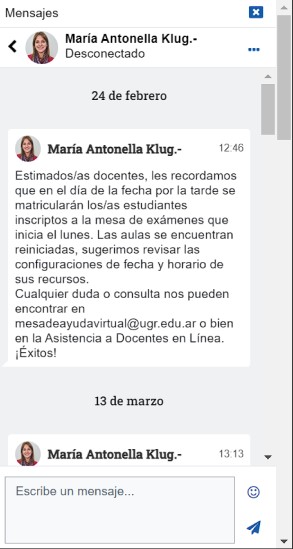 Mensajes
María Antonella Klug.-
Desconectado
24 de febrero
María Antonella Klug.- 12:46
Estimados/as docentes, les recordamos
que en el día de la fecha por la tarde se
matricularán los/as estudiantes
inscriptos a la mesa de exámenes que
inicia el lunes. Las aulas se encuentran
reiniciadas, sugerimos revisar las
configuraciones de fecha y horario de
sus recursos.
Cualquier duda o consulta nos pueden
encontrar en
mesadeayudavirtual@ugr.edu.ar o bien
en la Asistencia a Docentes en Línea.
¡Éxitos!
13 de marzo
María Antonella Klug.- 13:13
Escribe un mensaje...